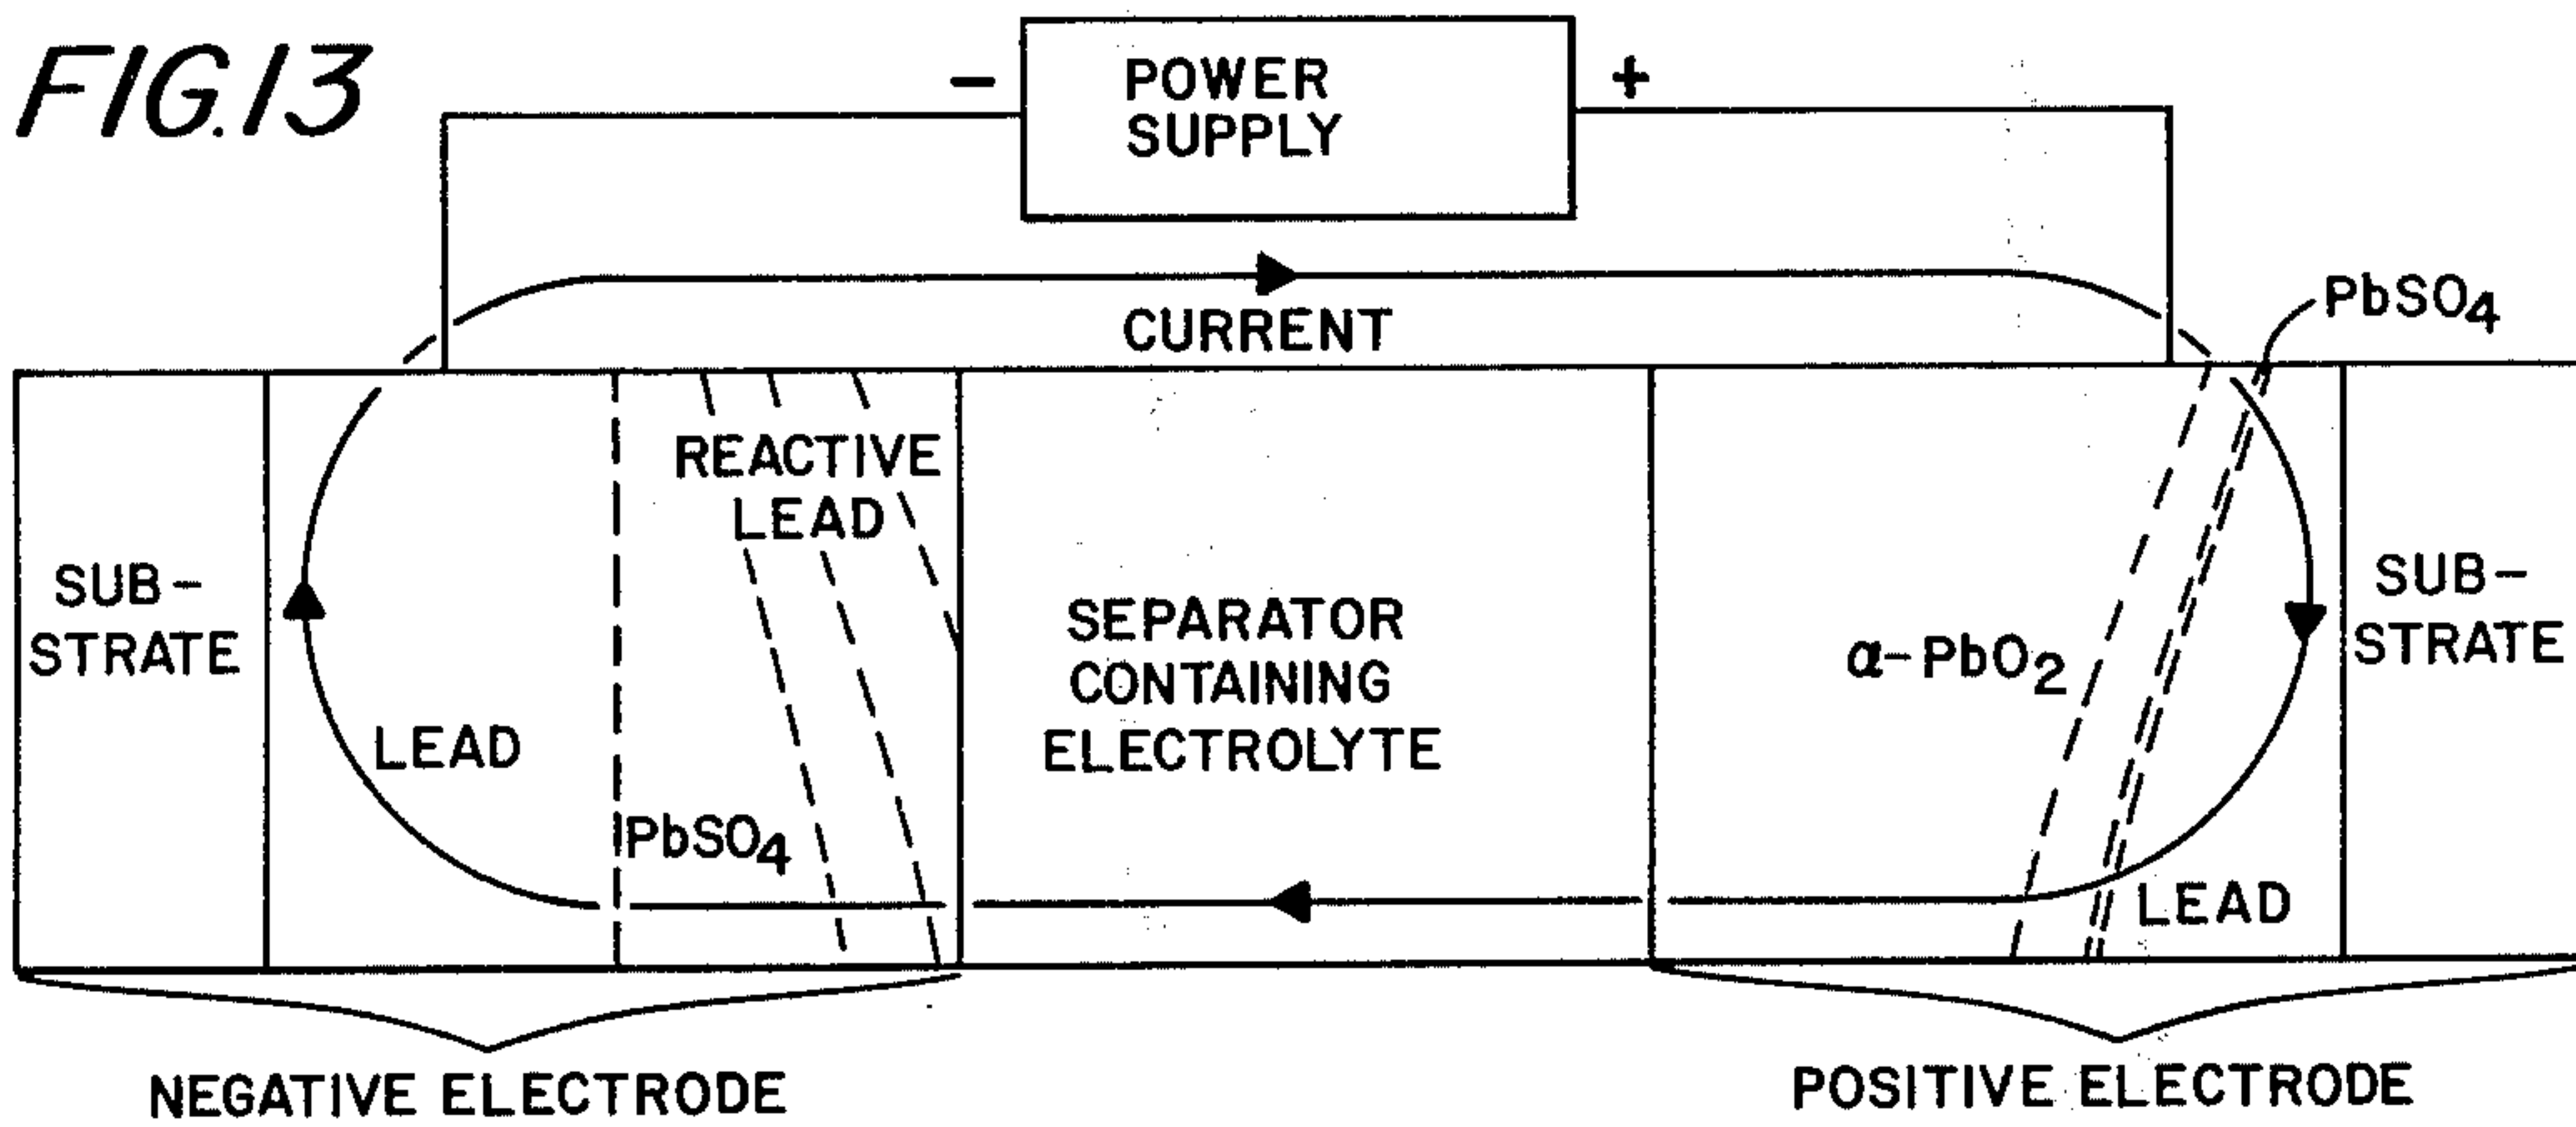 FIG.13
- POWER +
SUPPLY
CURRENT
PbSO4
REACTIVE
LEAD
SUB-
STRATE
LEAD
PbSO4
SEPARATOR
CONTAINING
ELECTROLYTE
α-PbO2
LEAD
SUB-
STRATE
NEGATIVE ELECTRODE
POSITIVE ELECTRODE